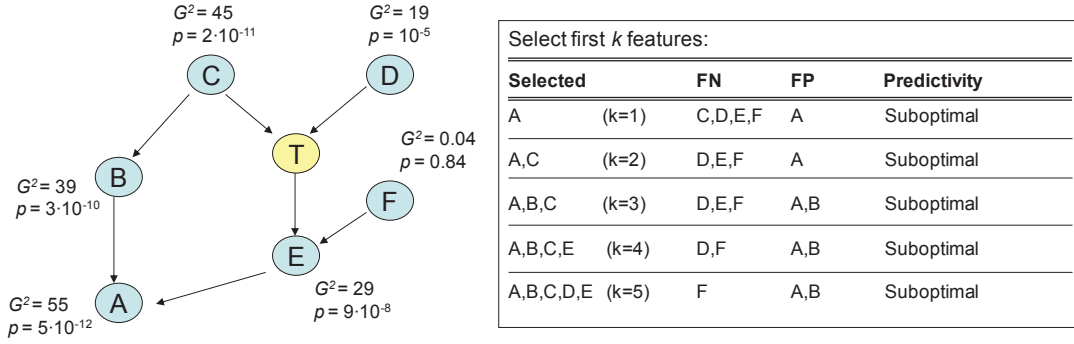 G² = 45
p = 2·10⁻¹¹
G² = 19
p = 10⁻⁵
C
D
G² = 0.04
p = 0.84
T
B
G² = 39
p = 3·10⁻¹⁰
F
E
G² = 29
p = 9·10⁻⁸
A
G² = 55
p = 5·10⁻¹²
Select first k features:
Selected FN FP Predictivity
A (k=1) C,D,E,F A Suboptimal
A,C (k=2) D,E,F A Suboptimal
A,B,C (k=3) D,E,F A,B Suboptimal
A,B,C,E (k=4) D,F A,B Suboptimal
A,B,C,D,E (k=5) F A,B Suboptimal